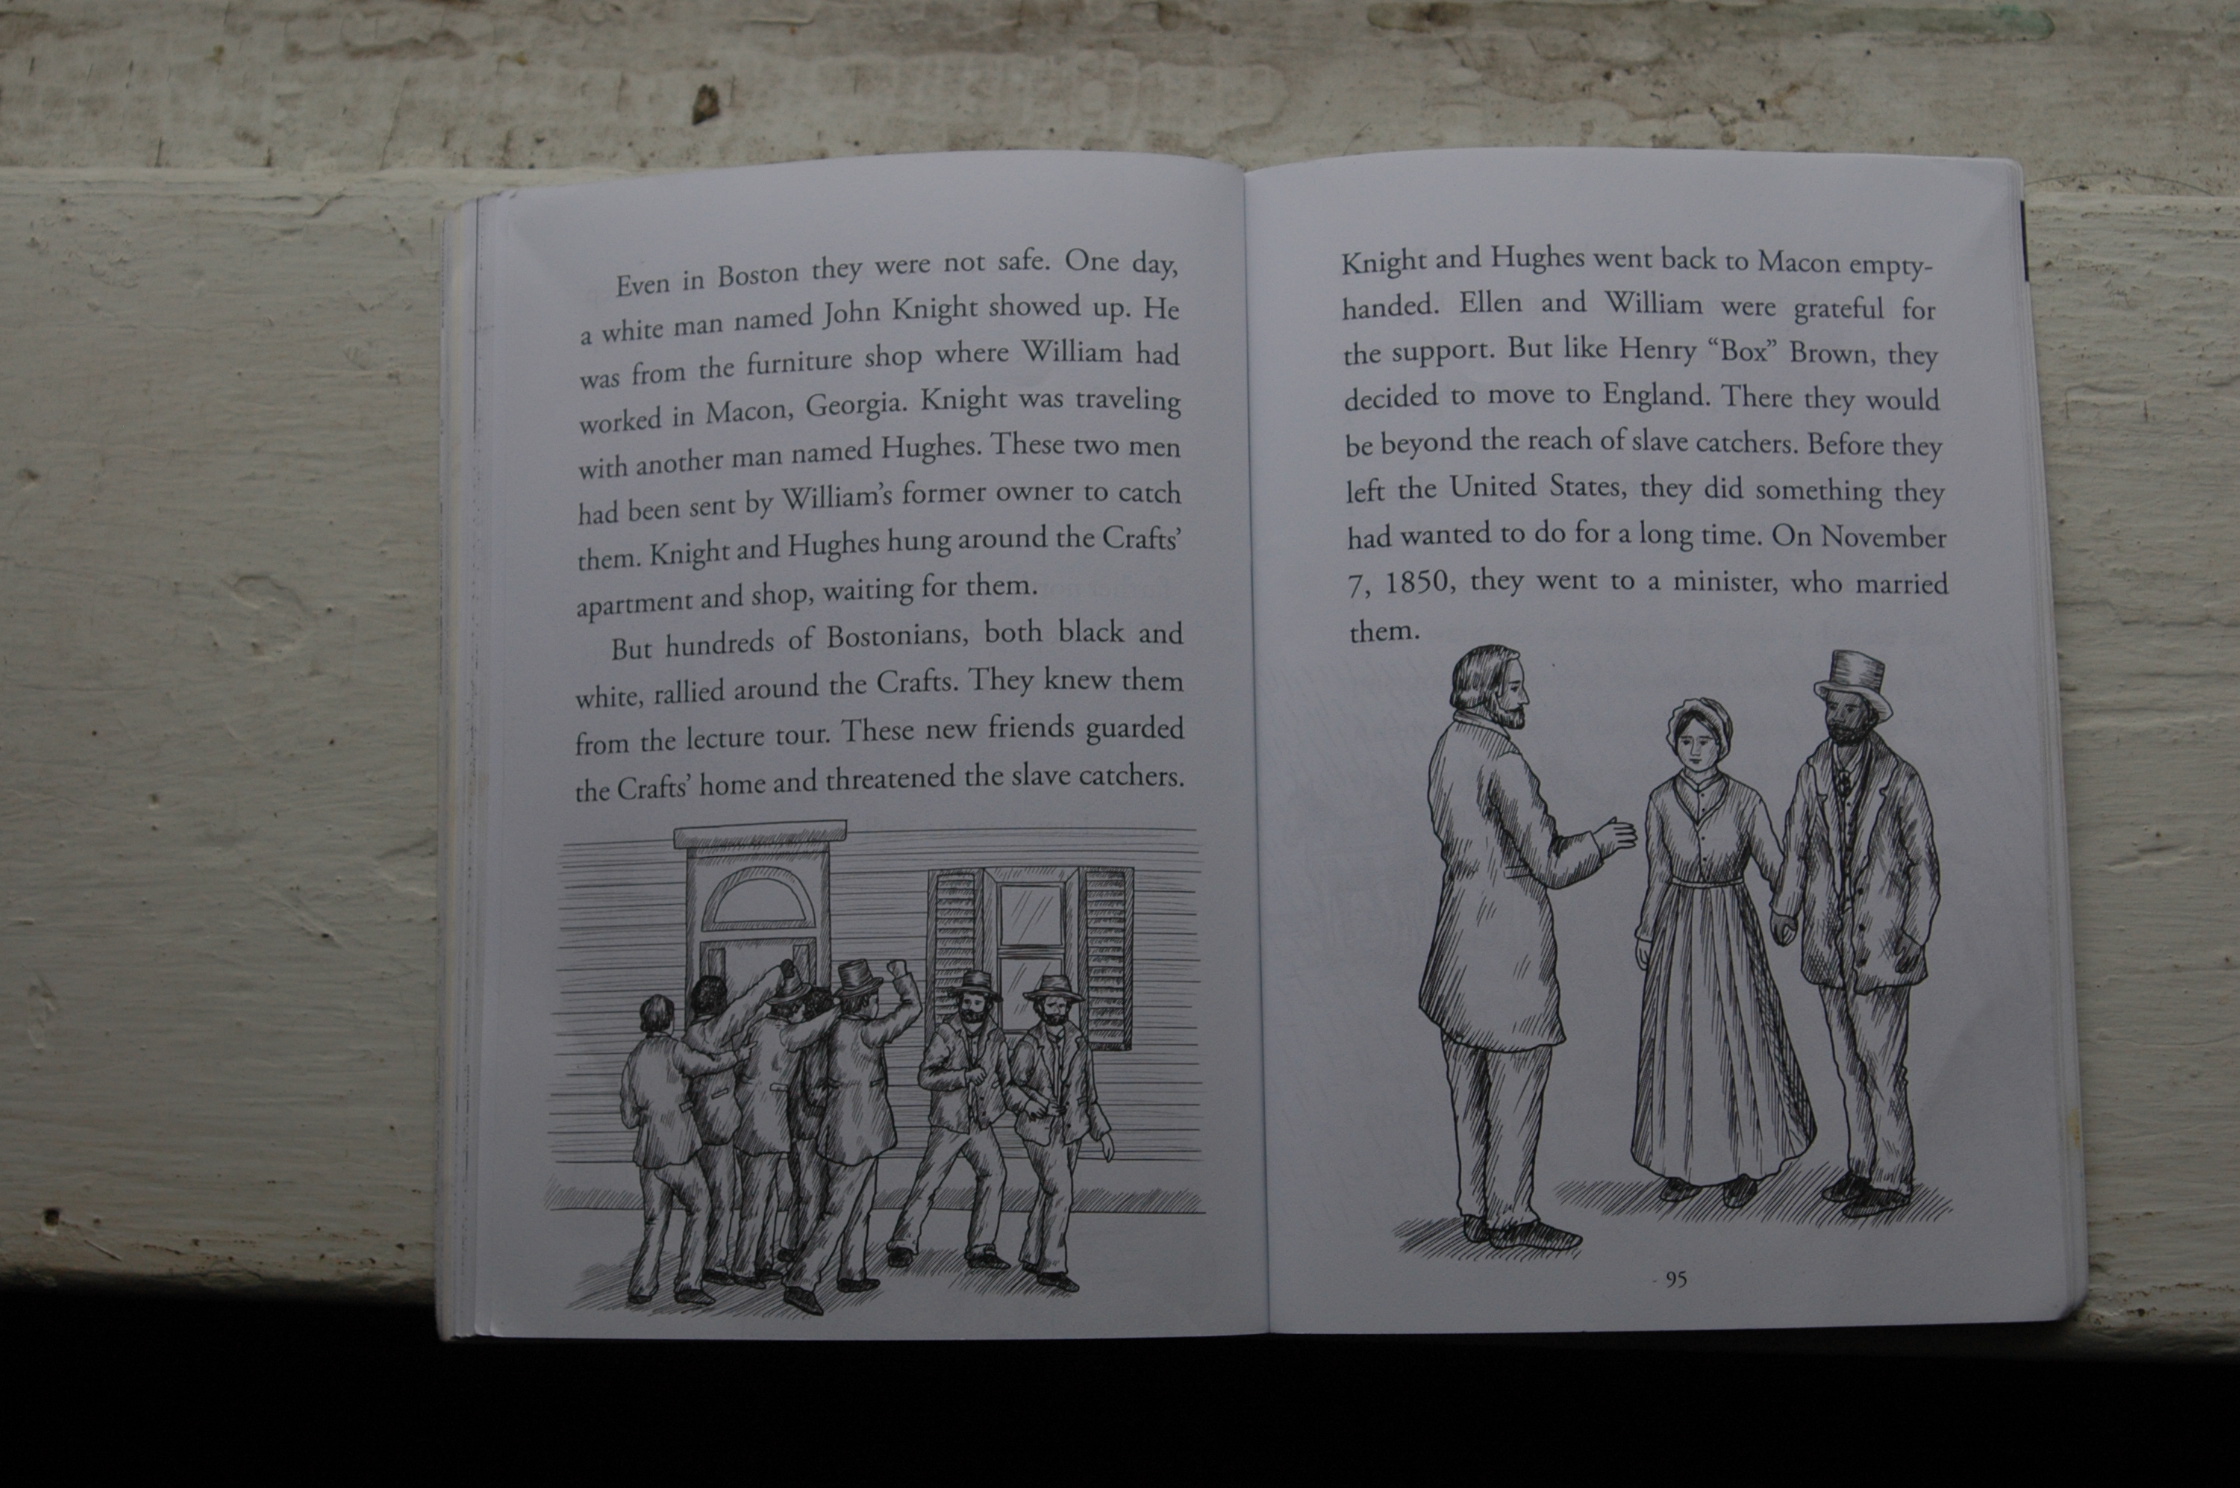 Even in Boston they were not safe. One day,
a white man named John Knight showed up. He
was from the furniture shop where William had
worked in Macon, Georgia. Knight was traveling
with another man named Hughes. These two men
had been sent by William’s former owner to catch
them. Knight and Hughes hung around the Crafts’
apartment and shop, waiting for them.
But hundreds of Bostonians, both black and
white, rallied around the Crafts. They knew them
from the lecture tour. These new friends guarded
the Crafts’ home and threatened the slave catchers.
Knight and Hughes went back to Macon empty-
handed. Ellen and William were grateful for
the support. But like Henry “Box” Brown, they
decided to move to England. There they would
be beyond the reach of slave catchers. Before they
left the United States, they did something they
had wanted to do for a long time. On November
7, 1850, they went to a minister, who married
them.
95